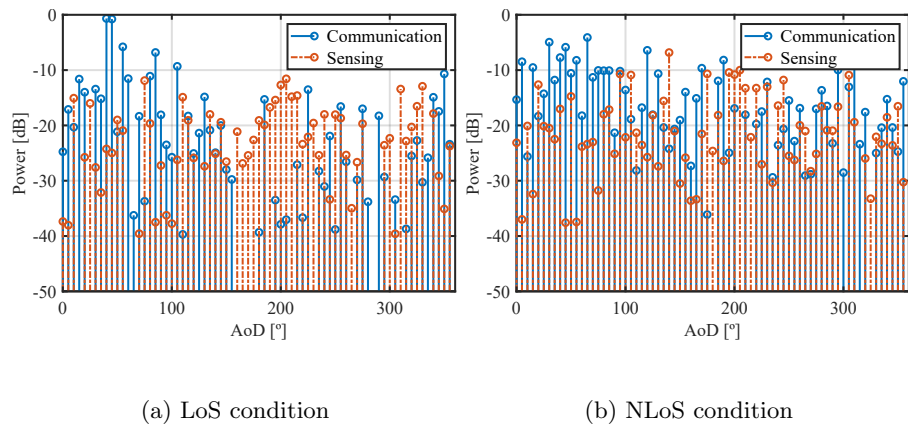 0
-10
-20
-30
-40
-50
Power [dB]
0
100
200
300
AoD [º]
Communication
Sensing
(a) LoS condition
0
-10
-20
-30
-40
-50
Power [dB]
0
100
200
300
AoD [º]
Communication
Sensing
(b) NLoS condition